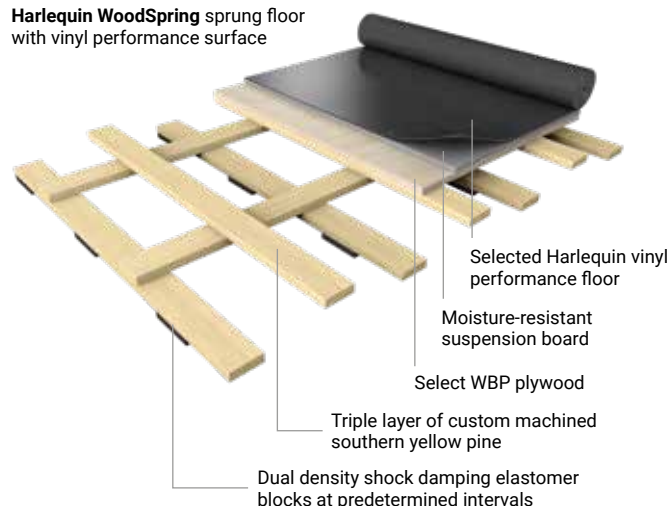 Harlequin WoodSpring sprung floor
with vinyl performance surface
Selected Harlequin vinyl
performance floor
Moisture-resistant
suspension board
Select WBP plywood
Triple layer of custom machined
southern yellow pine
Dual density shock damping elastomer
blocks at predetermined intervals